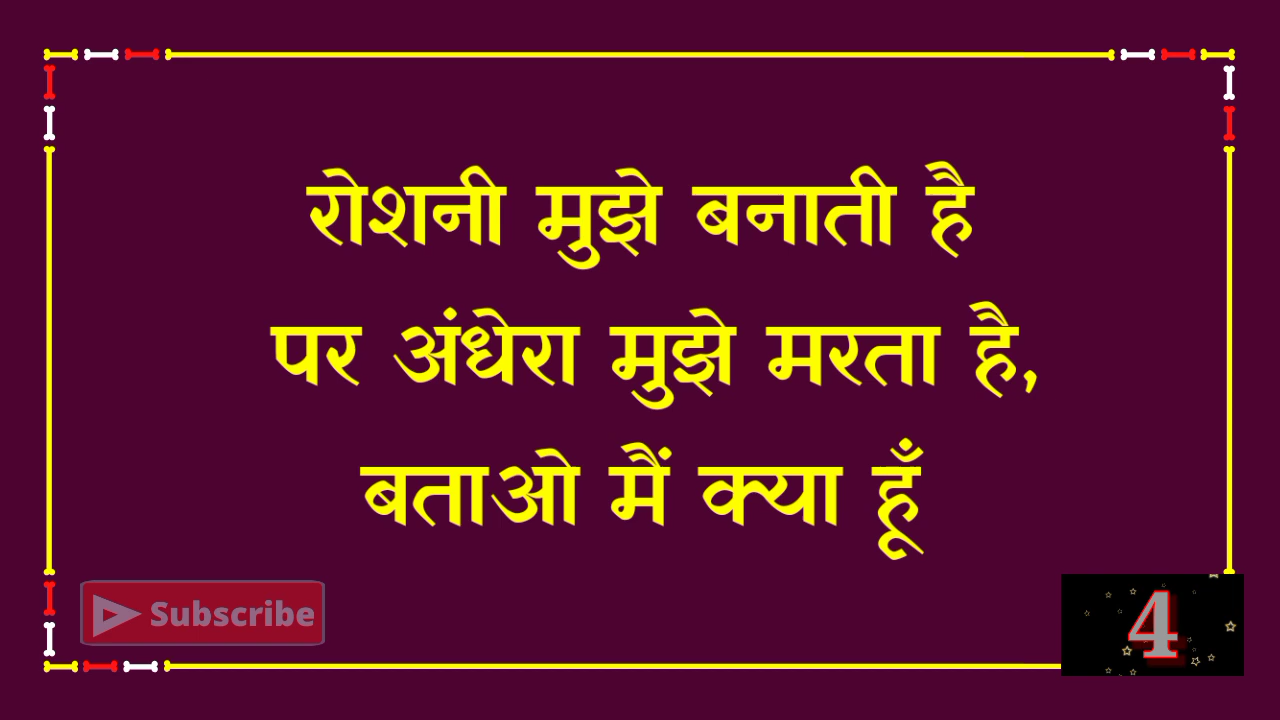 रोशनी मुझे बनाती है
पर अंधेरा मुझे मरता है,
बताओ मैं क्या हूँ
Subscribe
4